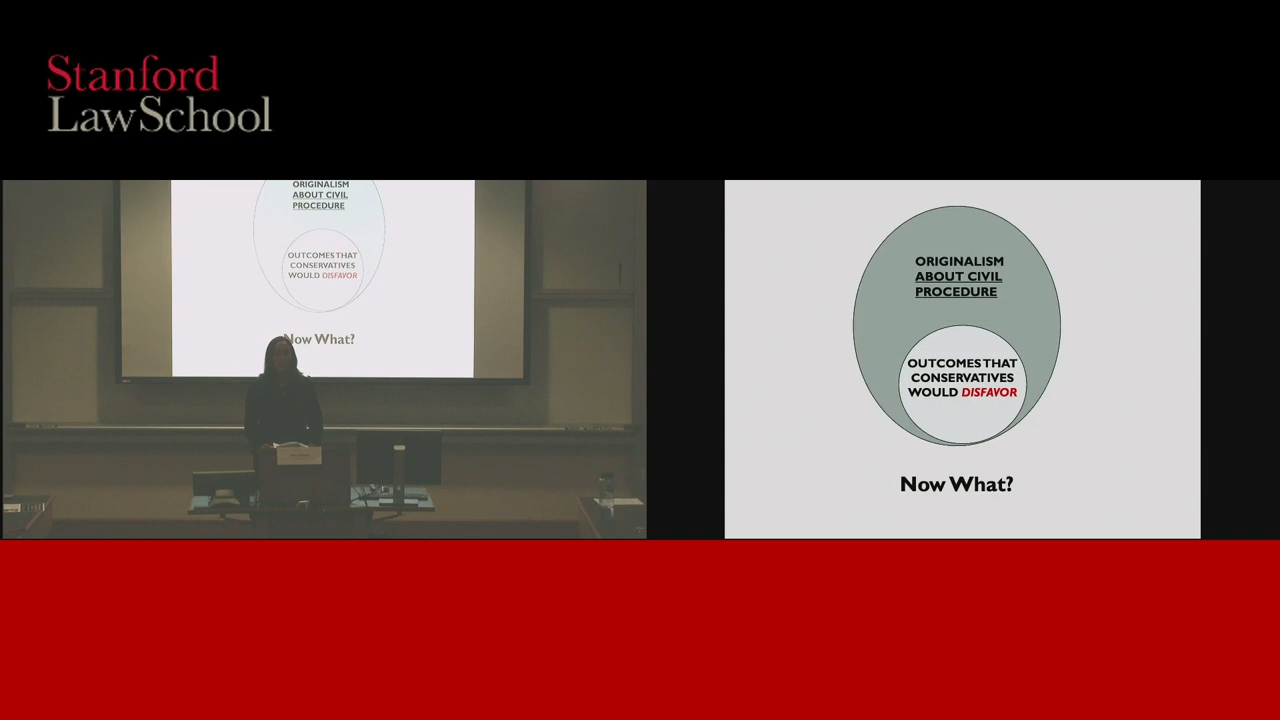 Stanford
LawSchool
ORIGINALISM
ABOUT CIVIL
PROCEDURE
OUTCOMES THAT
CONSERVATIVES
WOULD DISFAVOR
Now What?
ORIGINALISM
ABOUT CIVIL
PROCEDURE
OUTCOMES THAT
CONSERVATIVES
WOULD DISFAVOR
Now What?